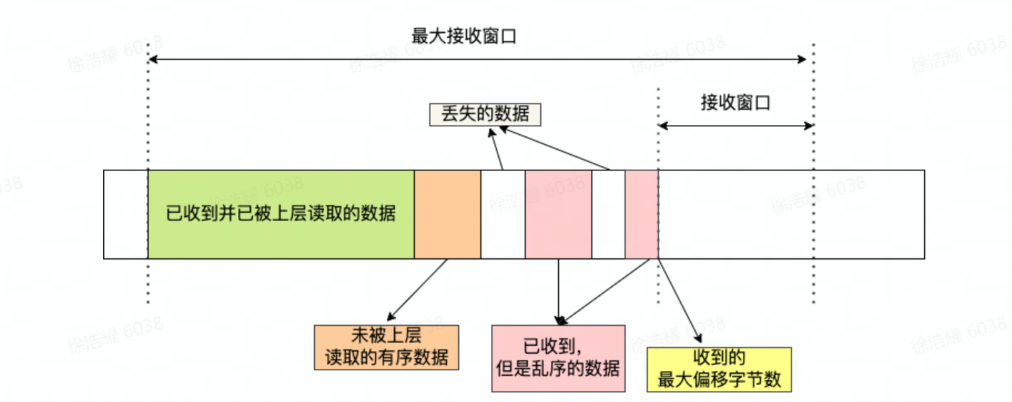 最大接收窗口
接收窗口
丢失的数据
已收到并已被上层读取的数据
未被上层
读取的有序数据
已收到，
但是乱序的数据
收到的
最大偏移字节数
徐浩耀 6038